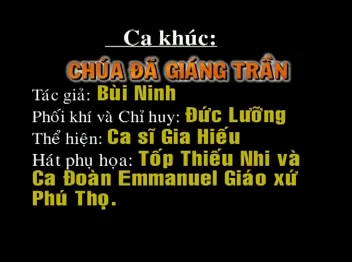 Ca khúc:
CHÚA ĐÃ GIÁNG TRẦN
Tác giả: Bùi Ninh
Phối khí và Chỉ huy: Đức Lưỡng
Thể hiện: Ca sĩ Gia Hiếu
Hát phụ họa: Tốp Thiếu Nhi và
Ca Đoàn Emmanuel Giáo xứ
Phú Thọ.